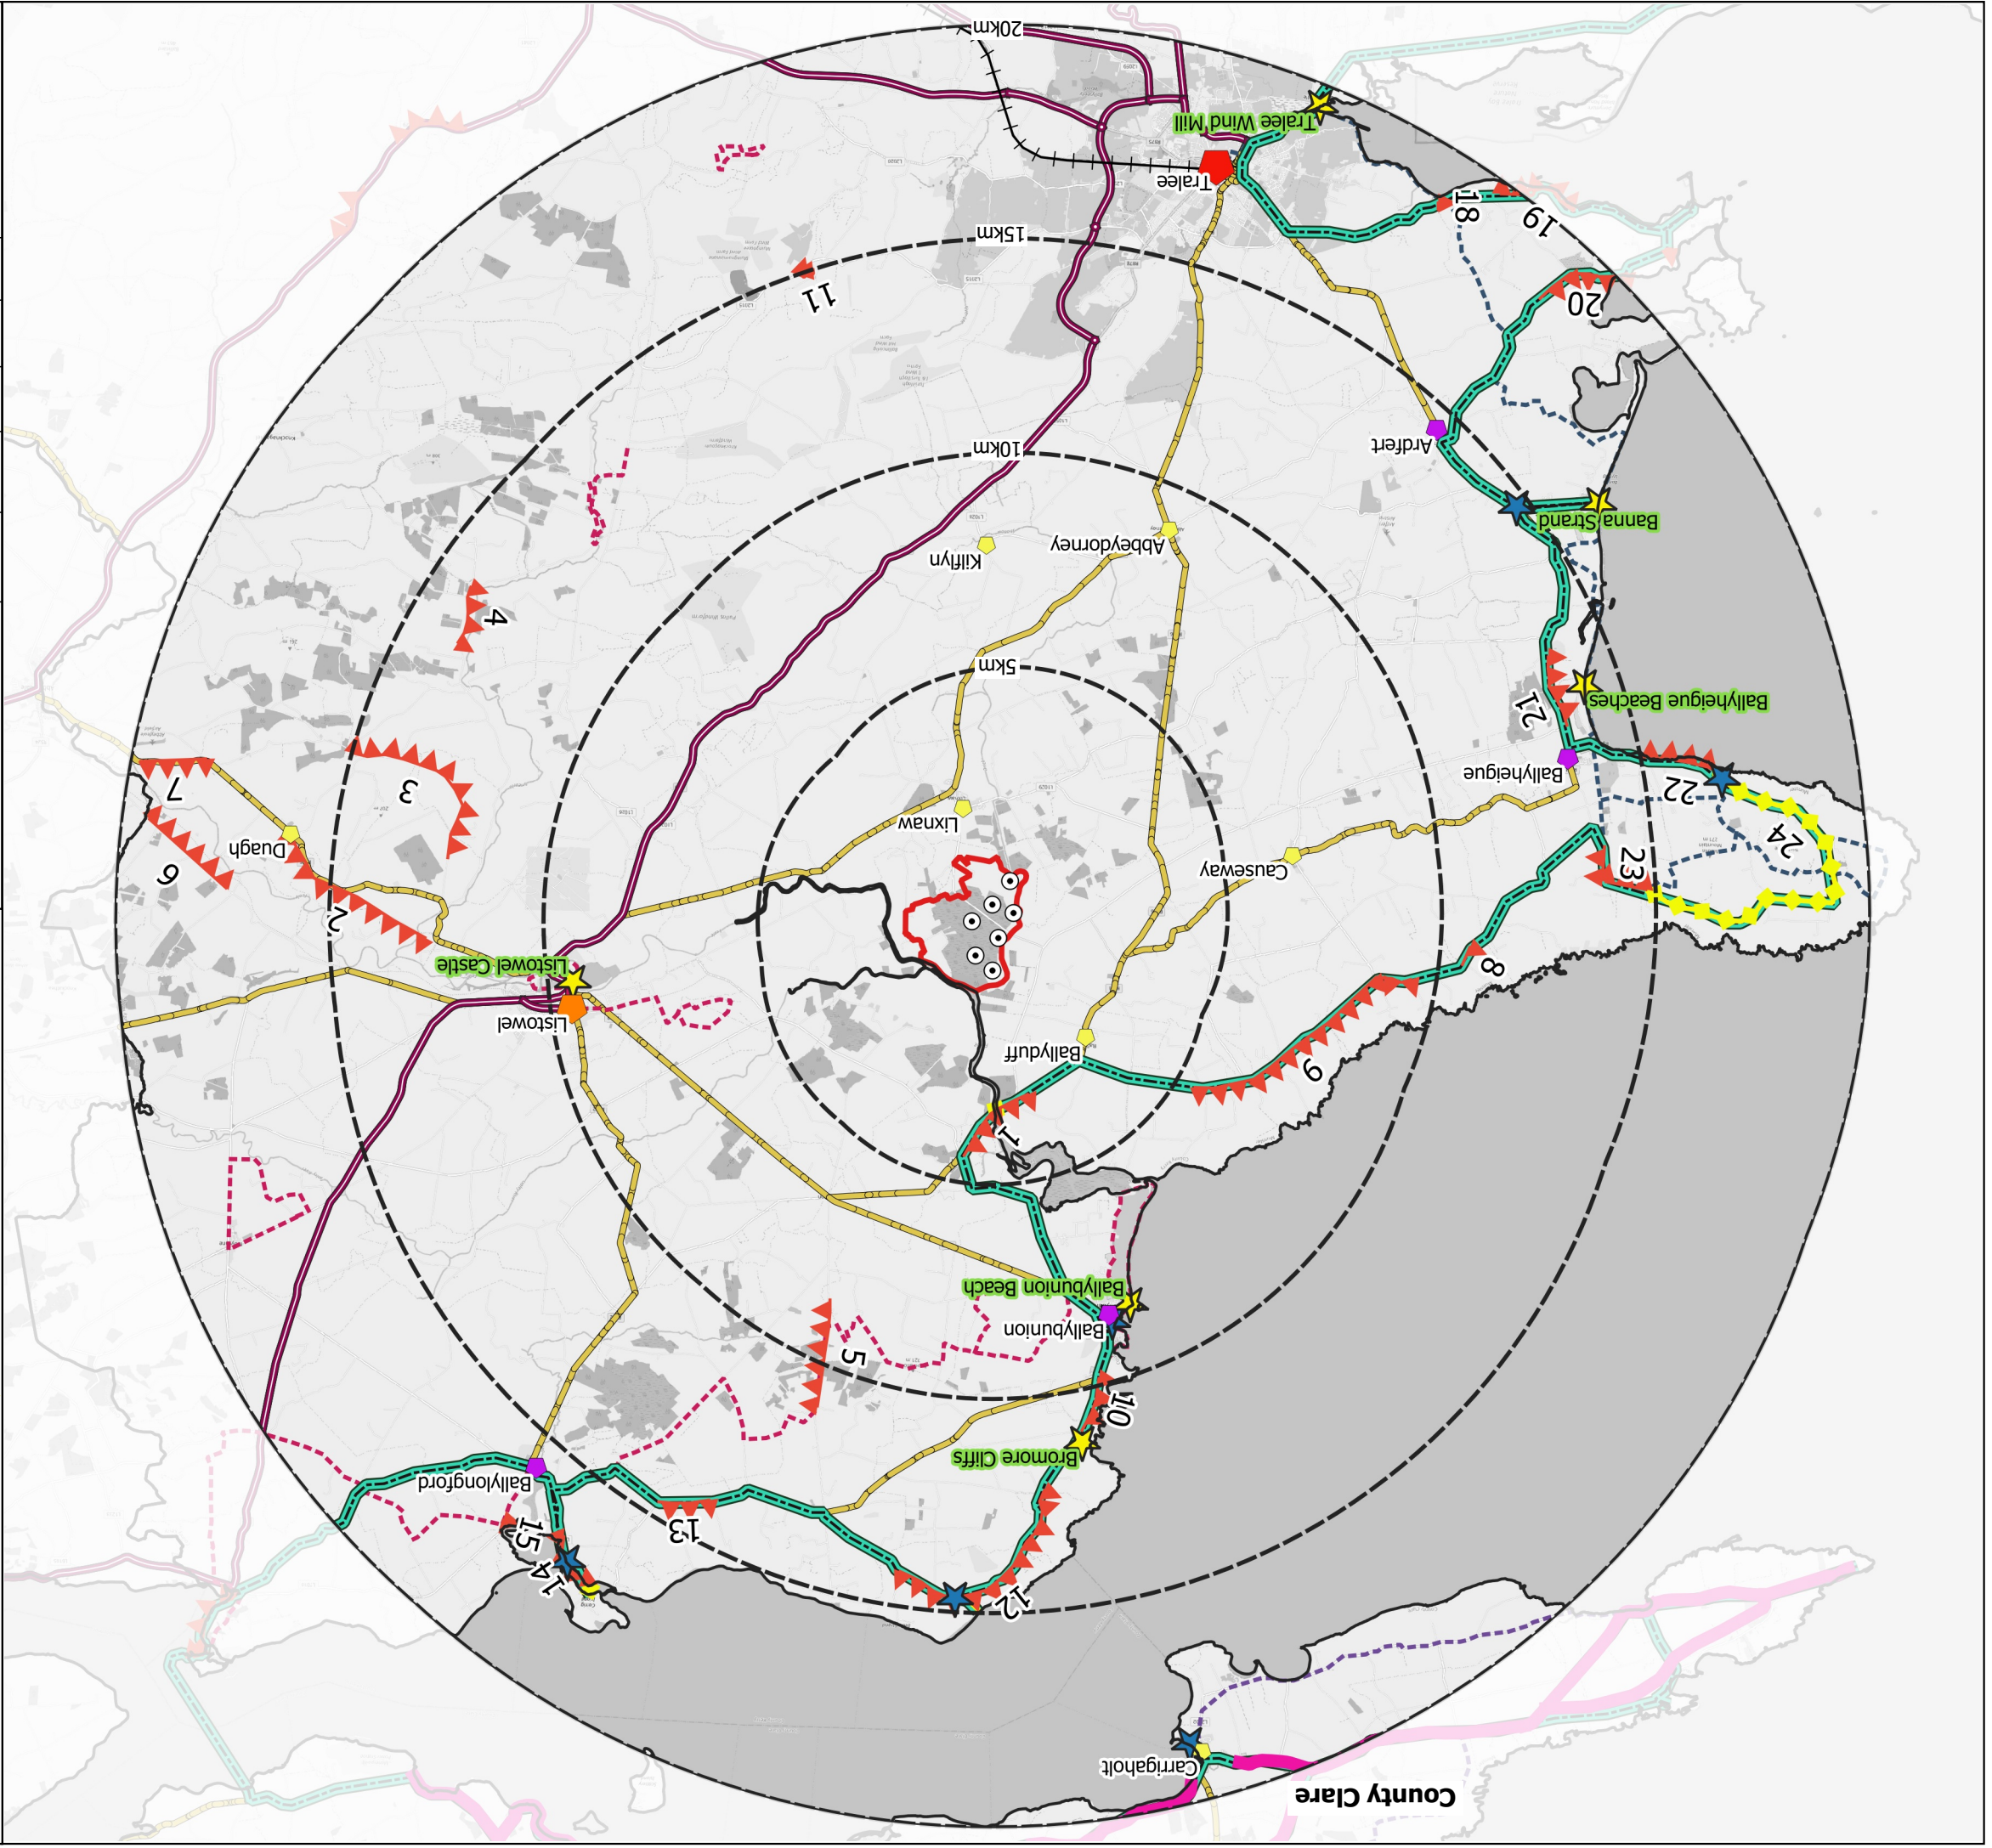 County Clare
Carrigaholt
12
14
15
13
Ballylongford
Bromore Cliffs
10
5
Ballybunion
Ballybunion Beach
1
9
Ballyduff
Listowel
8
Listowel Castle
2
6
Causeway
23
Duagh
24
Lixnaw
22
3
7
Ballyheigue
21
Ballyheigue Beaches
5km
4
Kilflyn
Abbeydorney
Banna Strand
10km
Ardfert
20
11
15km
19
18
Tralee
Tralee Wind Mill
20km